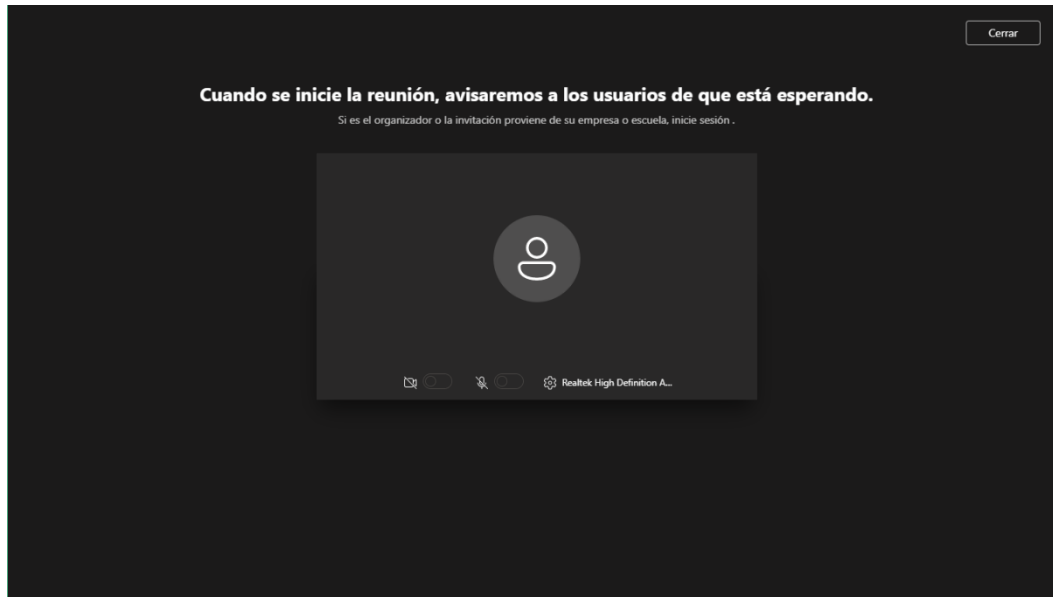 Cerrar
Cuando se inicie la reunión, avisaremos a los usuarios de que está esperando.
Si es el organizador o la invitación proviene de su empresa o escuela, inicie sesión .
Realtek High Definition A...